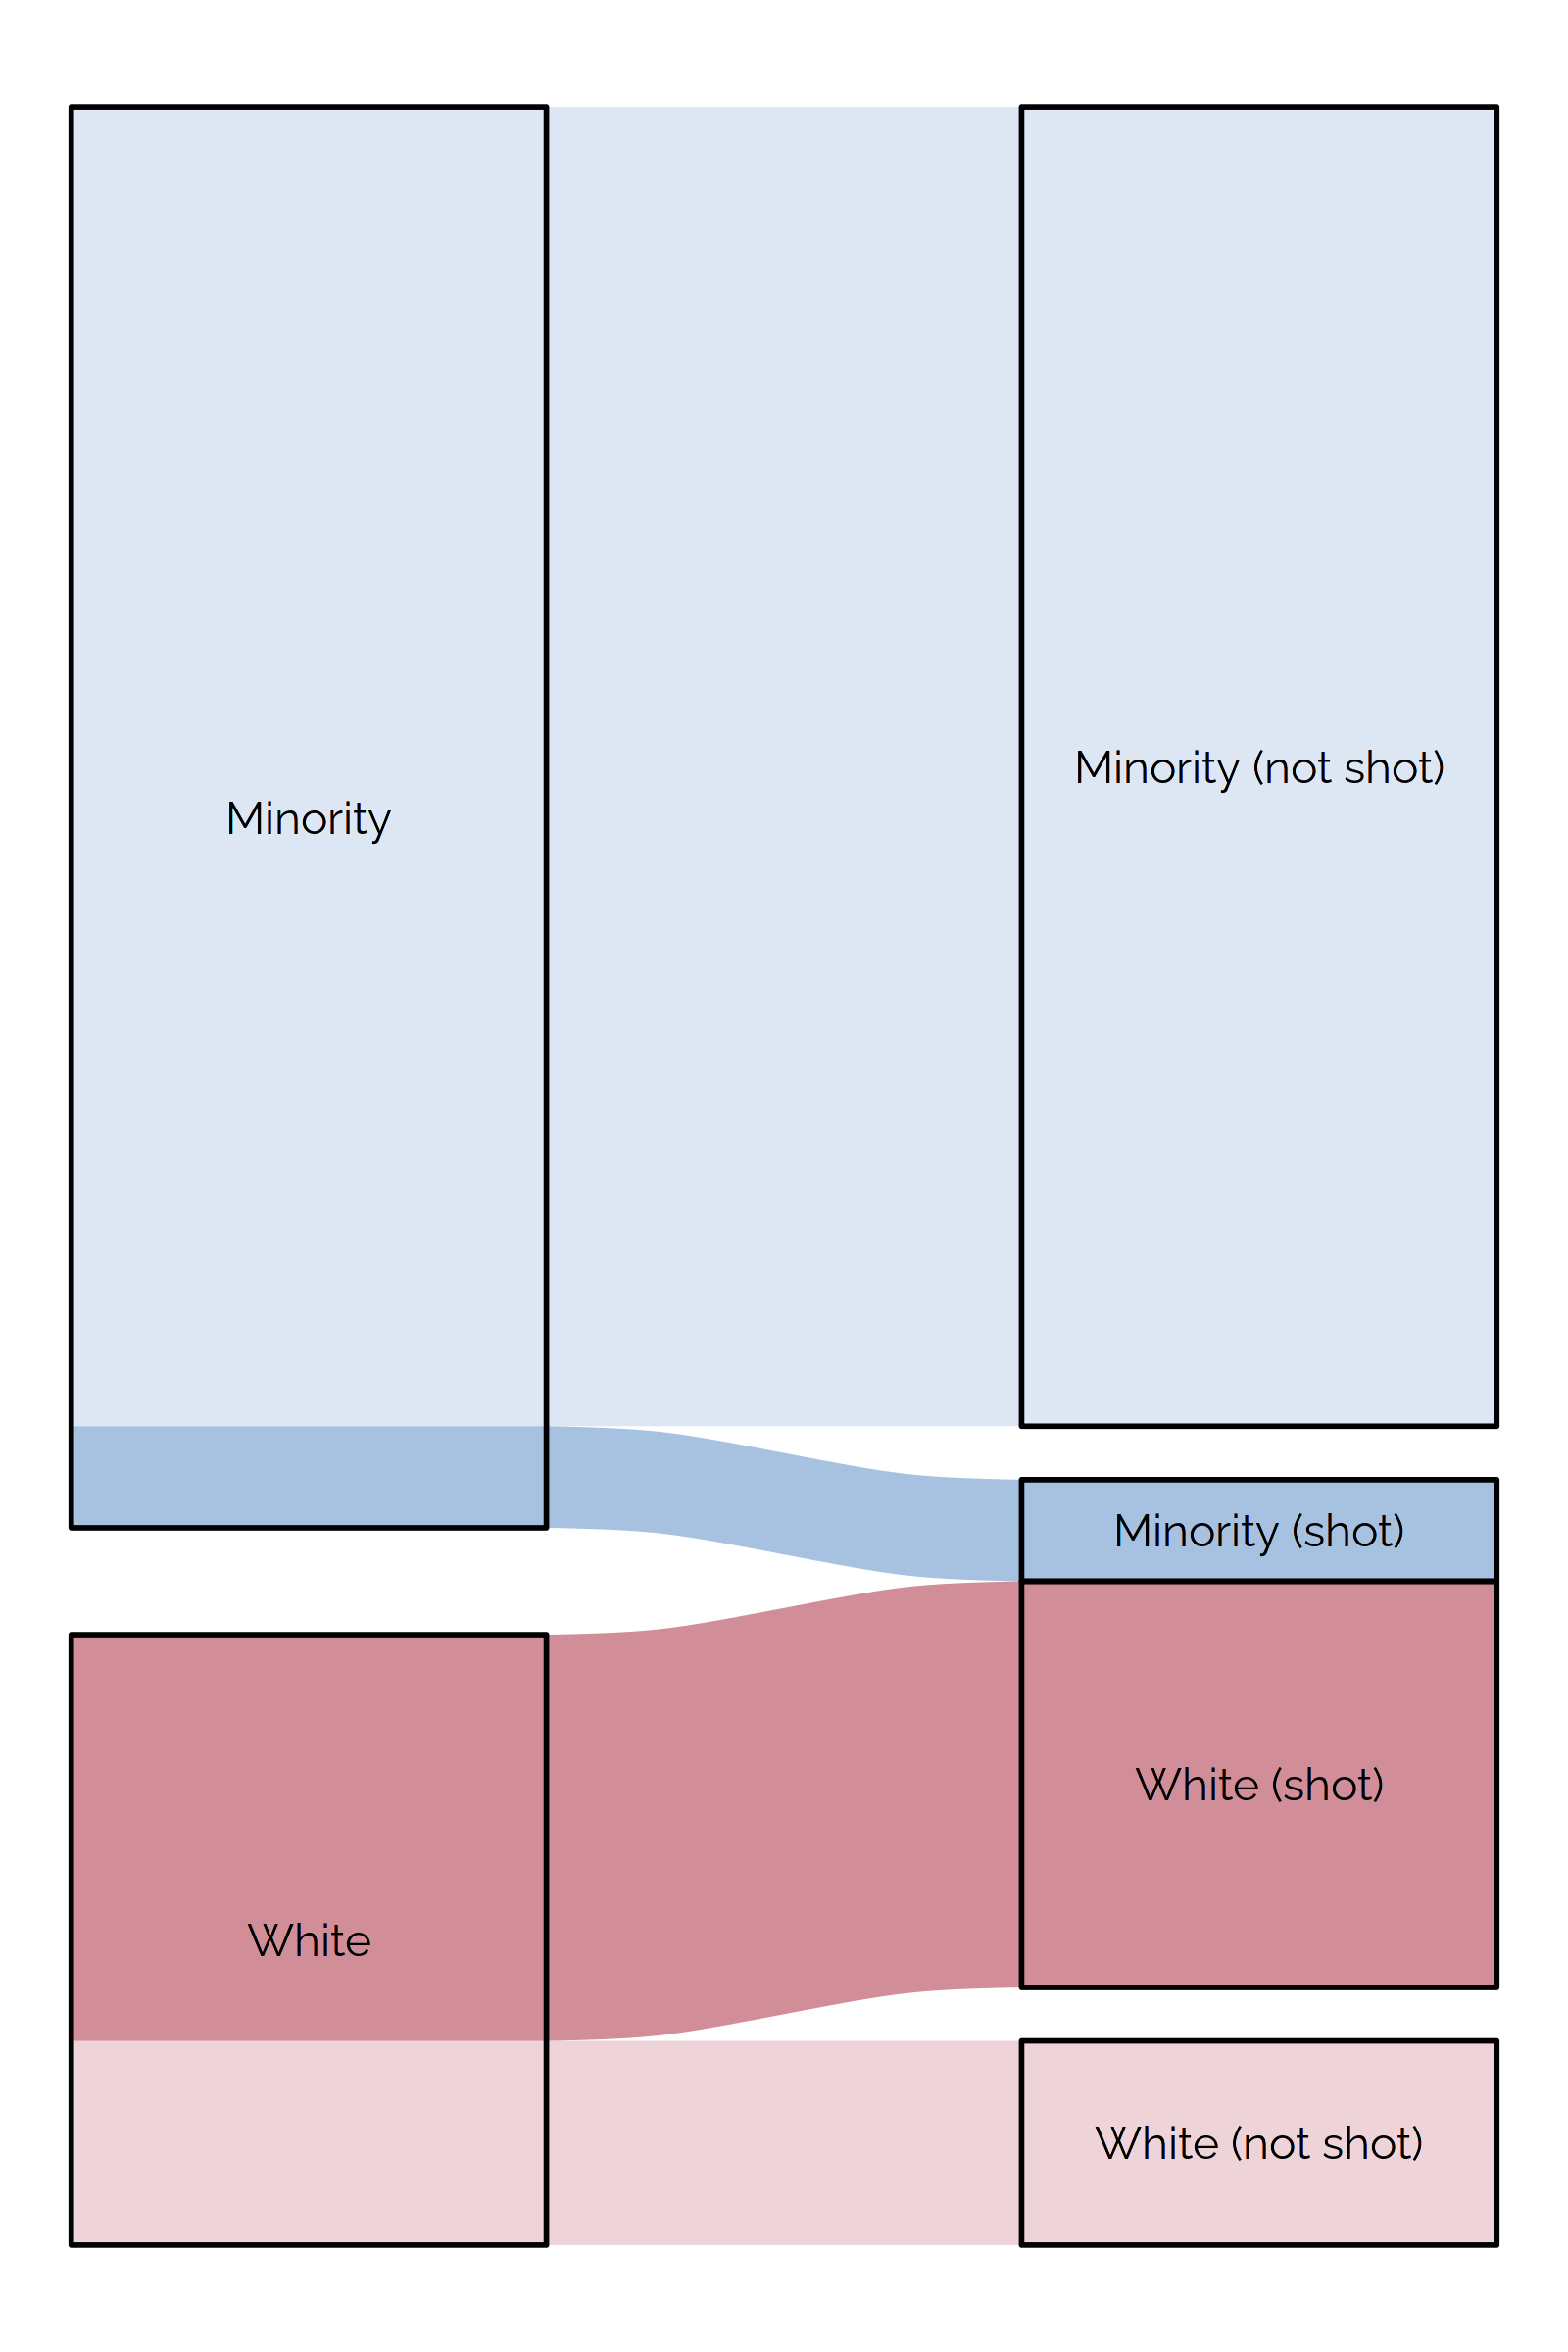 Minority (not shot)
Minority
Minority (shot)
White (shot)
White
White (not shot)